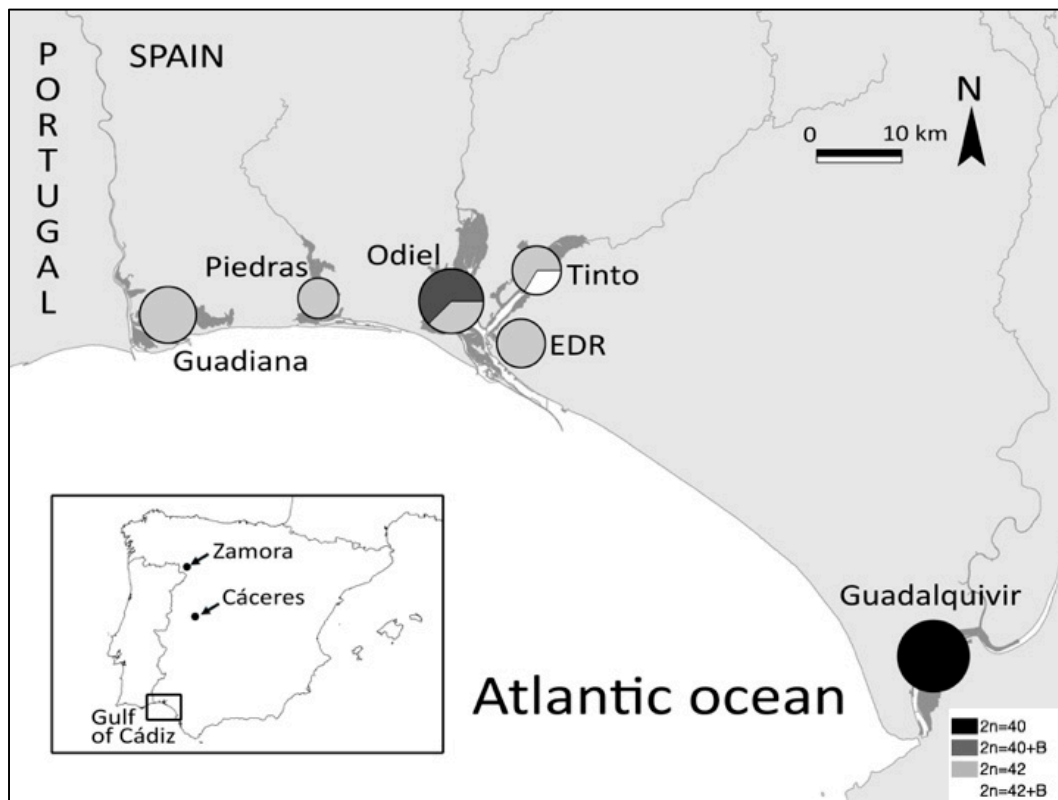 PORTUGAL
SPAIN
N
0 10 km
Odiel
Piedras
Tinto
EDR
Guadiana
Zamora
Cáceres
Gulf
of Cádiz
Guadalquivir
Atlantic ocean
2n=40
2n=40+B
2n=42
2n=42+B